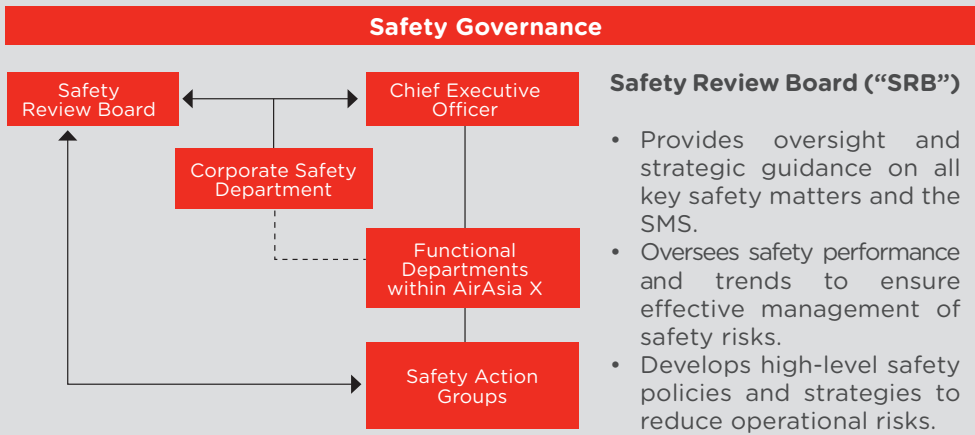 Safety Governance
Safety
Review Board
Chief Executive
Officer
Corporate Safety
Department
Functional
Departments
within AirAsia X
Safety Action
Groups
Safety Review Board (“SRB”)
• Provides oversight and
strategic guidance on all
key safety matters and the
SMS.
• Oversees safety performance
and trends to ensure
effective management of
safety risks.
• Develops high-level safety
policies and strategies to
reduce operational risks.